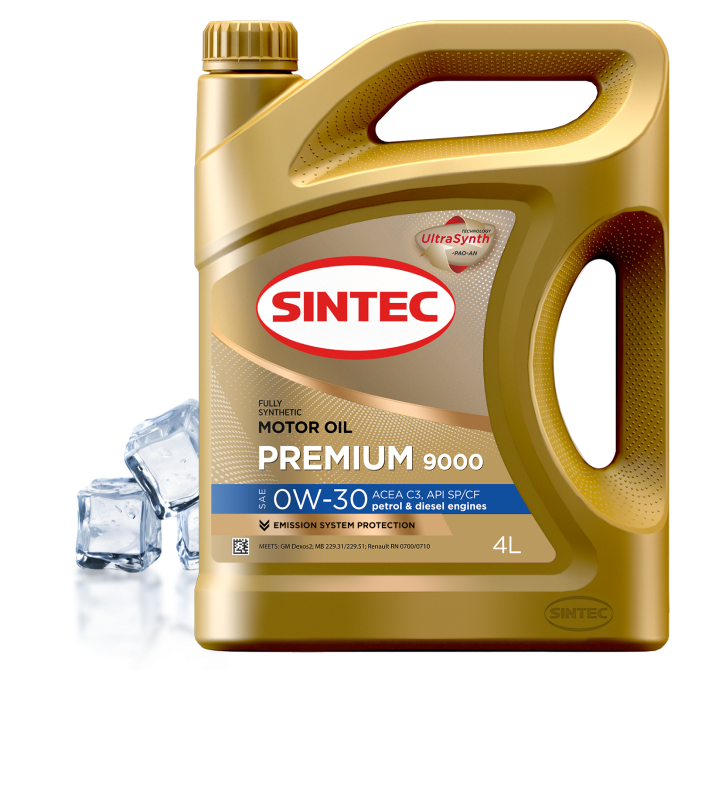 TECHNOLOGY
UltraSynth
•PAO•AN
SINTEC
FULLY
SYNTHETIC
MOTOR OIL
PREMIUM 9000
SAE 0W-30 ACEA C3, API SP/CF
petrol & diesel engines
EMISSION SYSTEM PROTECTION
MEETS: GM Dexos2; MB 229.31/229.51; Renault RN 0700/0710
4L
SINTEC